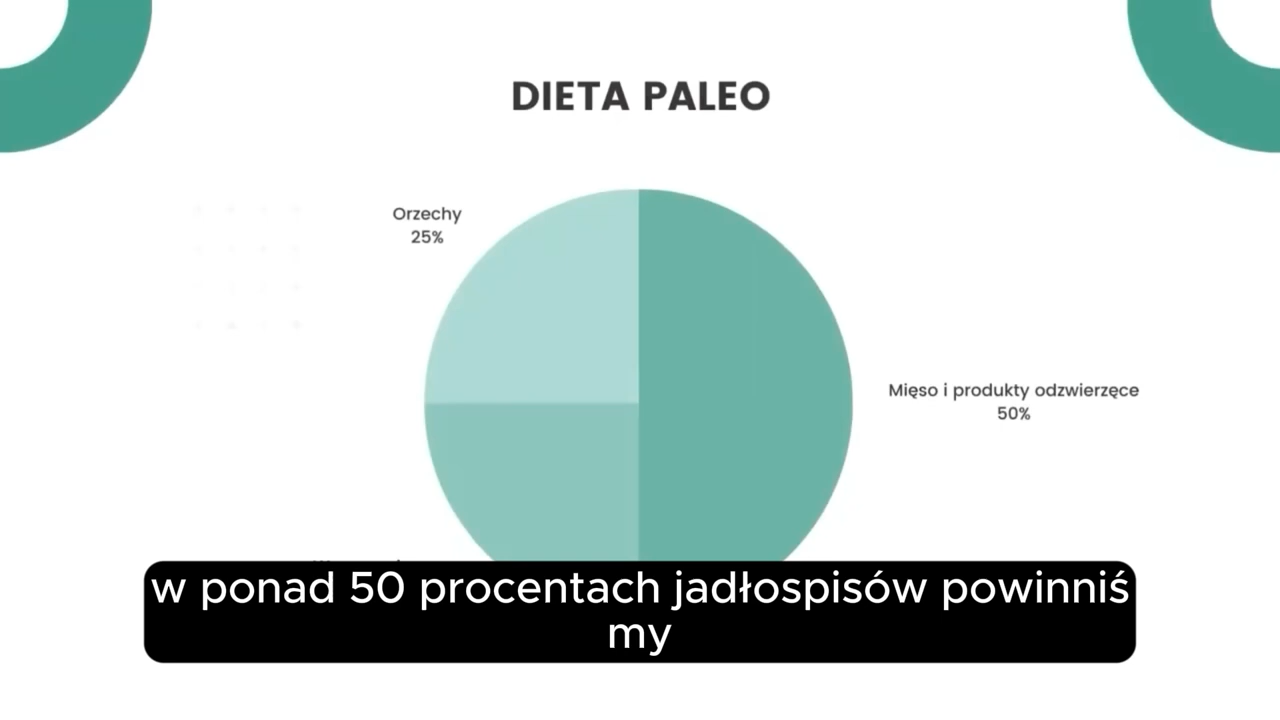 DIETA PALEO
Orzechy
25%
Mięso i produkty odzwierzęce
50%
w ponad 50 procentach jadłospisów powinniś
my